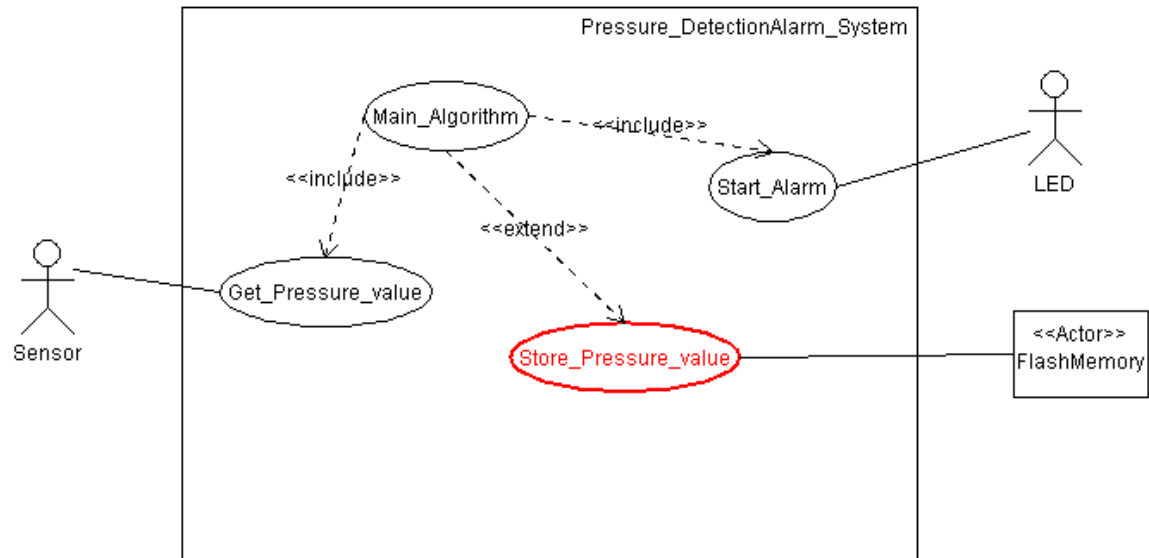 Pressure_DetectionAlarm_System
Main_Algorithm
<<include>>
Start_Alarm
LED
<<include>>
<<extend>>
Get_Pressure_value
Sensor
Store_Pressure_value
<<Actor>>
FlashMemory